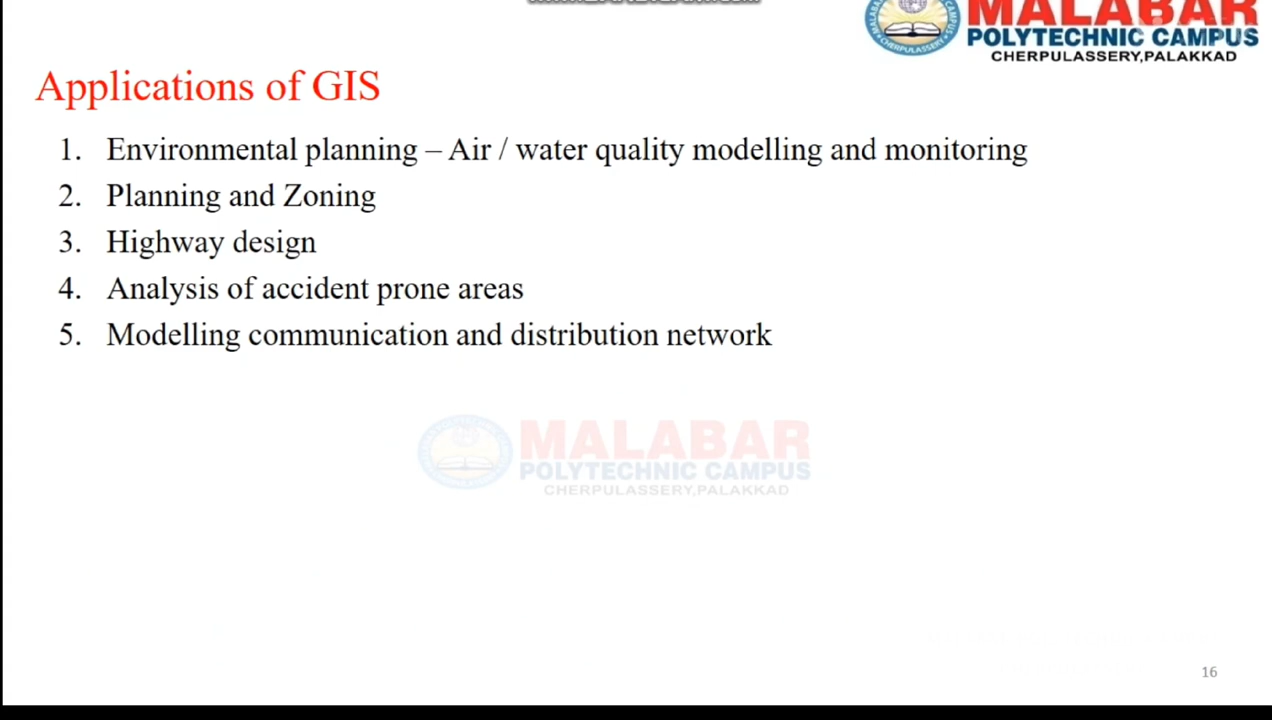 MALABAR
POLYTECHNIC CAMPUS
CHERPULASSERY,PALAKKAD
Applications of GIS
1. Environmental planning – Air / water quality modelling and monitoring
2. Planning and Zoning
3. Highway design
4. Analysis of accident prone areas
5. Modelling communication and distribution network
MALABAR
POLYTECHNIC CAMPUS
CHERPULASSERY,PALAKKAD
16